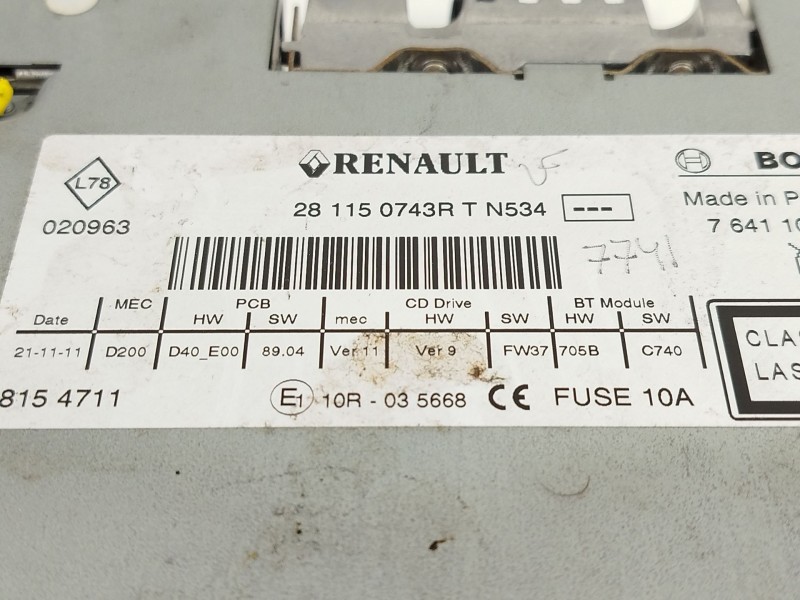 L78
020963
RENAULT
28 115 0743R T N534 ---
7741
BO
Made in P
7 641 10
MEC PCB CD Drive BT Module
Date HW SW mec HW SW HW SW
21-11-11 D200 D40_E00 89.04 Ver 11 Ver 9 FW37 705B C740
CLA
LAS
8154711
E1 10R - 03 5668 CE FUSE 10A